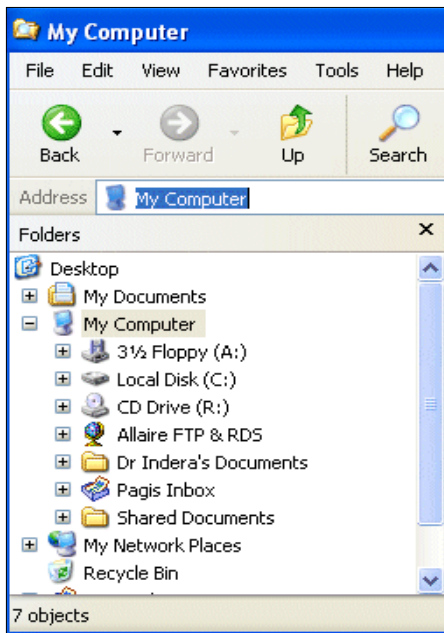 My Computer
File Edit View Favorites Tools Help
Back Forward Up Search
Address My Computer
Folders ×
Desktop
My Documents
My Computer
3½ Floppy (A:)
Local Disk (C:)
CD Drive (R:)
Allaire FTP & RDS
Dr Indera's Documents
Pagis Inbox
Shared Documents
My Network Places
Recycle Bin
7 objects